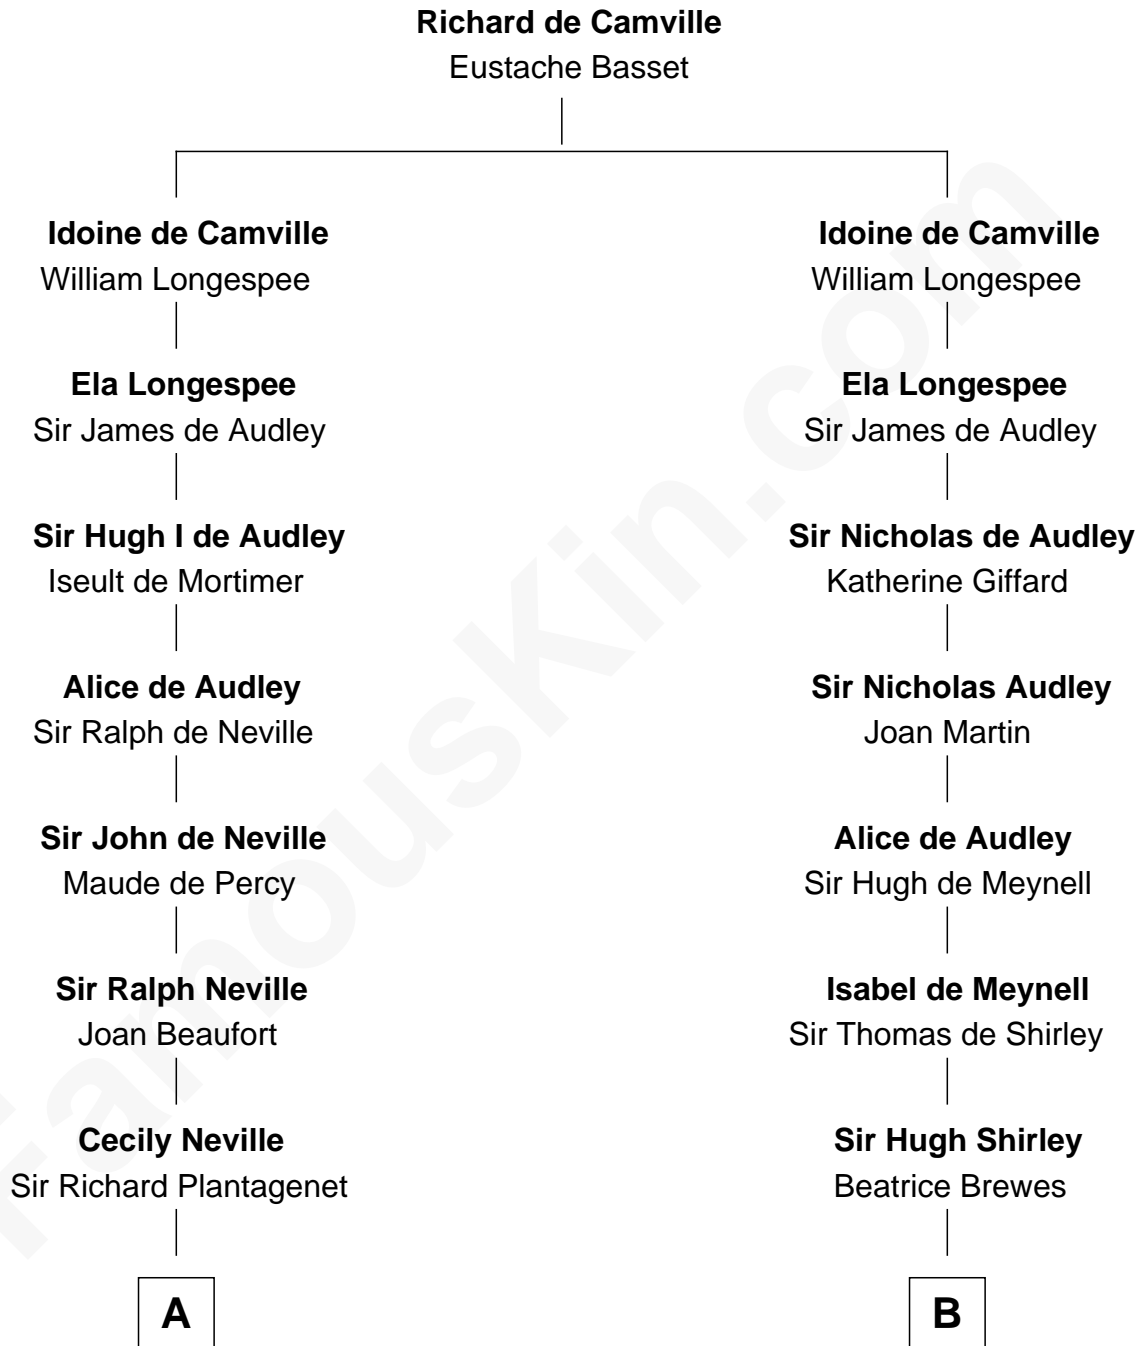 Richard de Camville
Eustache Basset
Idoine de Camville
William Longespee
Idoine de Camville
William Longespee
Ela Longespee
Sir James de Audley
Ela Longespee
Sir James de Audley
Sir Hugh I de Audley
Iseult de Mortimer
Sir Nicholas de Audley
Katherine Giffard
Alice de Audley
Sir Ralph de Neville
Sir Nicholas Audley
Joan Martin
Sir John de Neville
Maude de Percy
Alice de Audley
Sir Hugh de Meynell
Sir Ralph Neville
Joan Beaufort
Isabel de Meynell
Sir Thomas de Shirley
Cecily Neville
Sir Richard Plantagenet
Sir Hugh Shirley
Beatrice Brewes
A
B
FamousKin.com